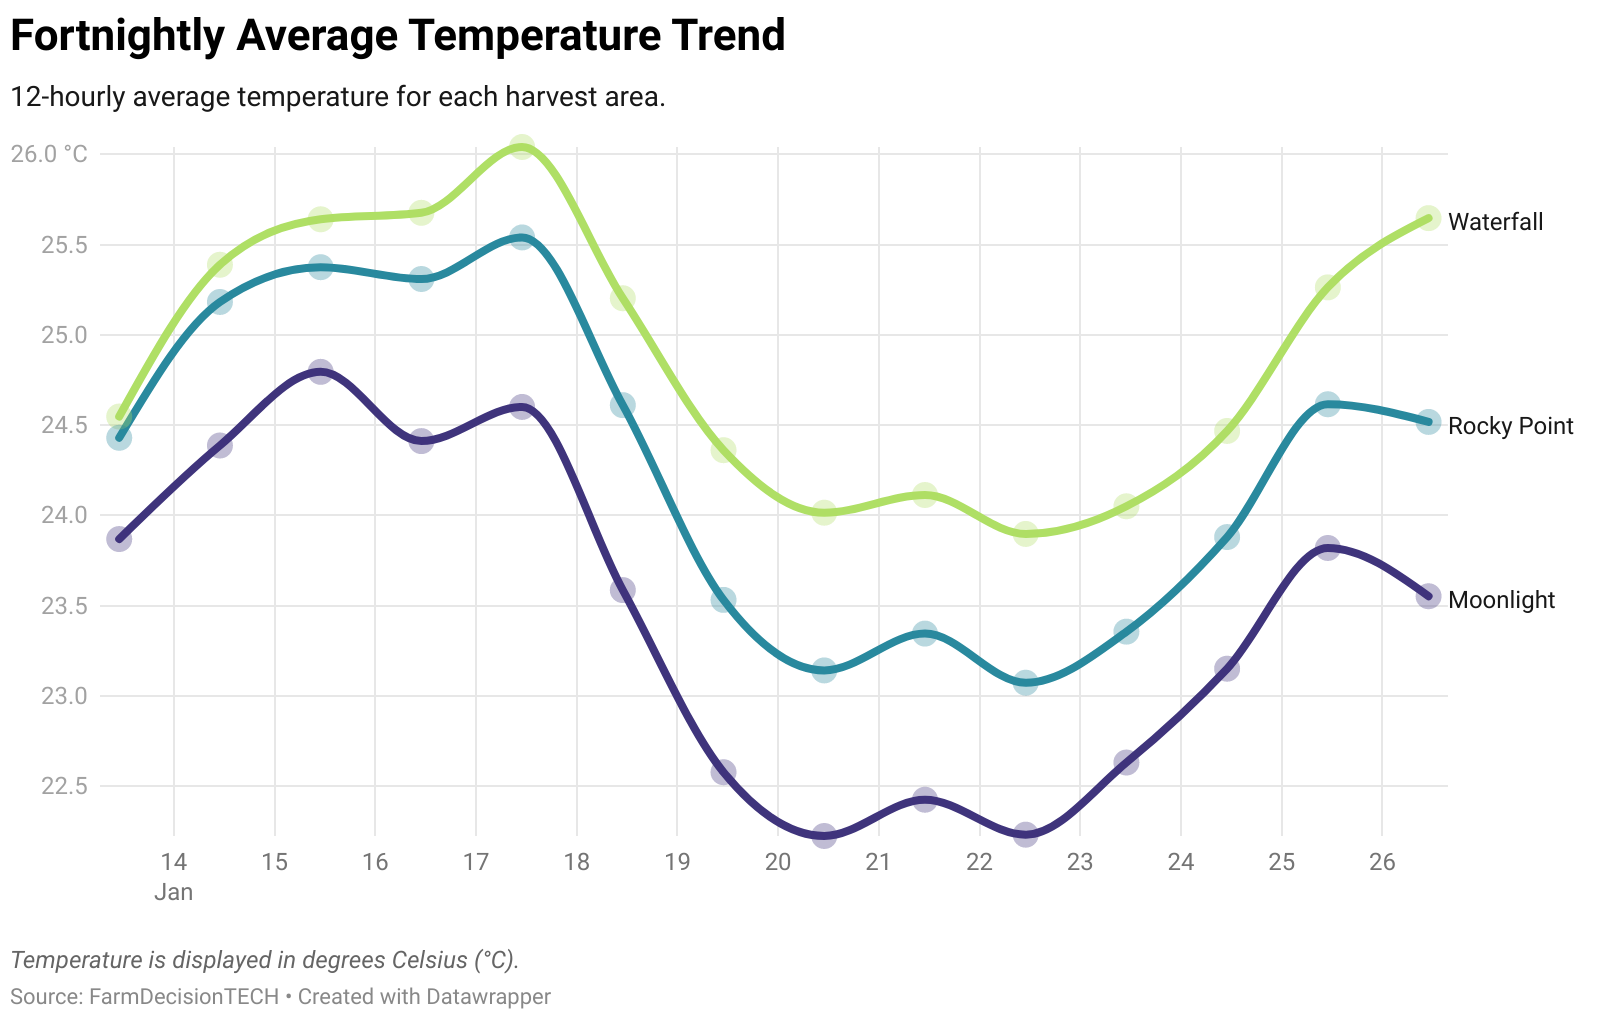 Fortnightly Average Temperature Trend
12-hourly average temperature for each harvest area.
26.0 °C
25.5
25.0
24.5
24.0
23.5
23.0
22.5
Waterfall
Rocky Point
Moonlight
14 15 16 17 18 19 20 21 22 23 24 25 26
Jan
Temperature is displayed in degrees Celsius (°C).
Source: FarmDecisionTECH • Created with Datawrapper